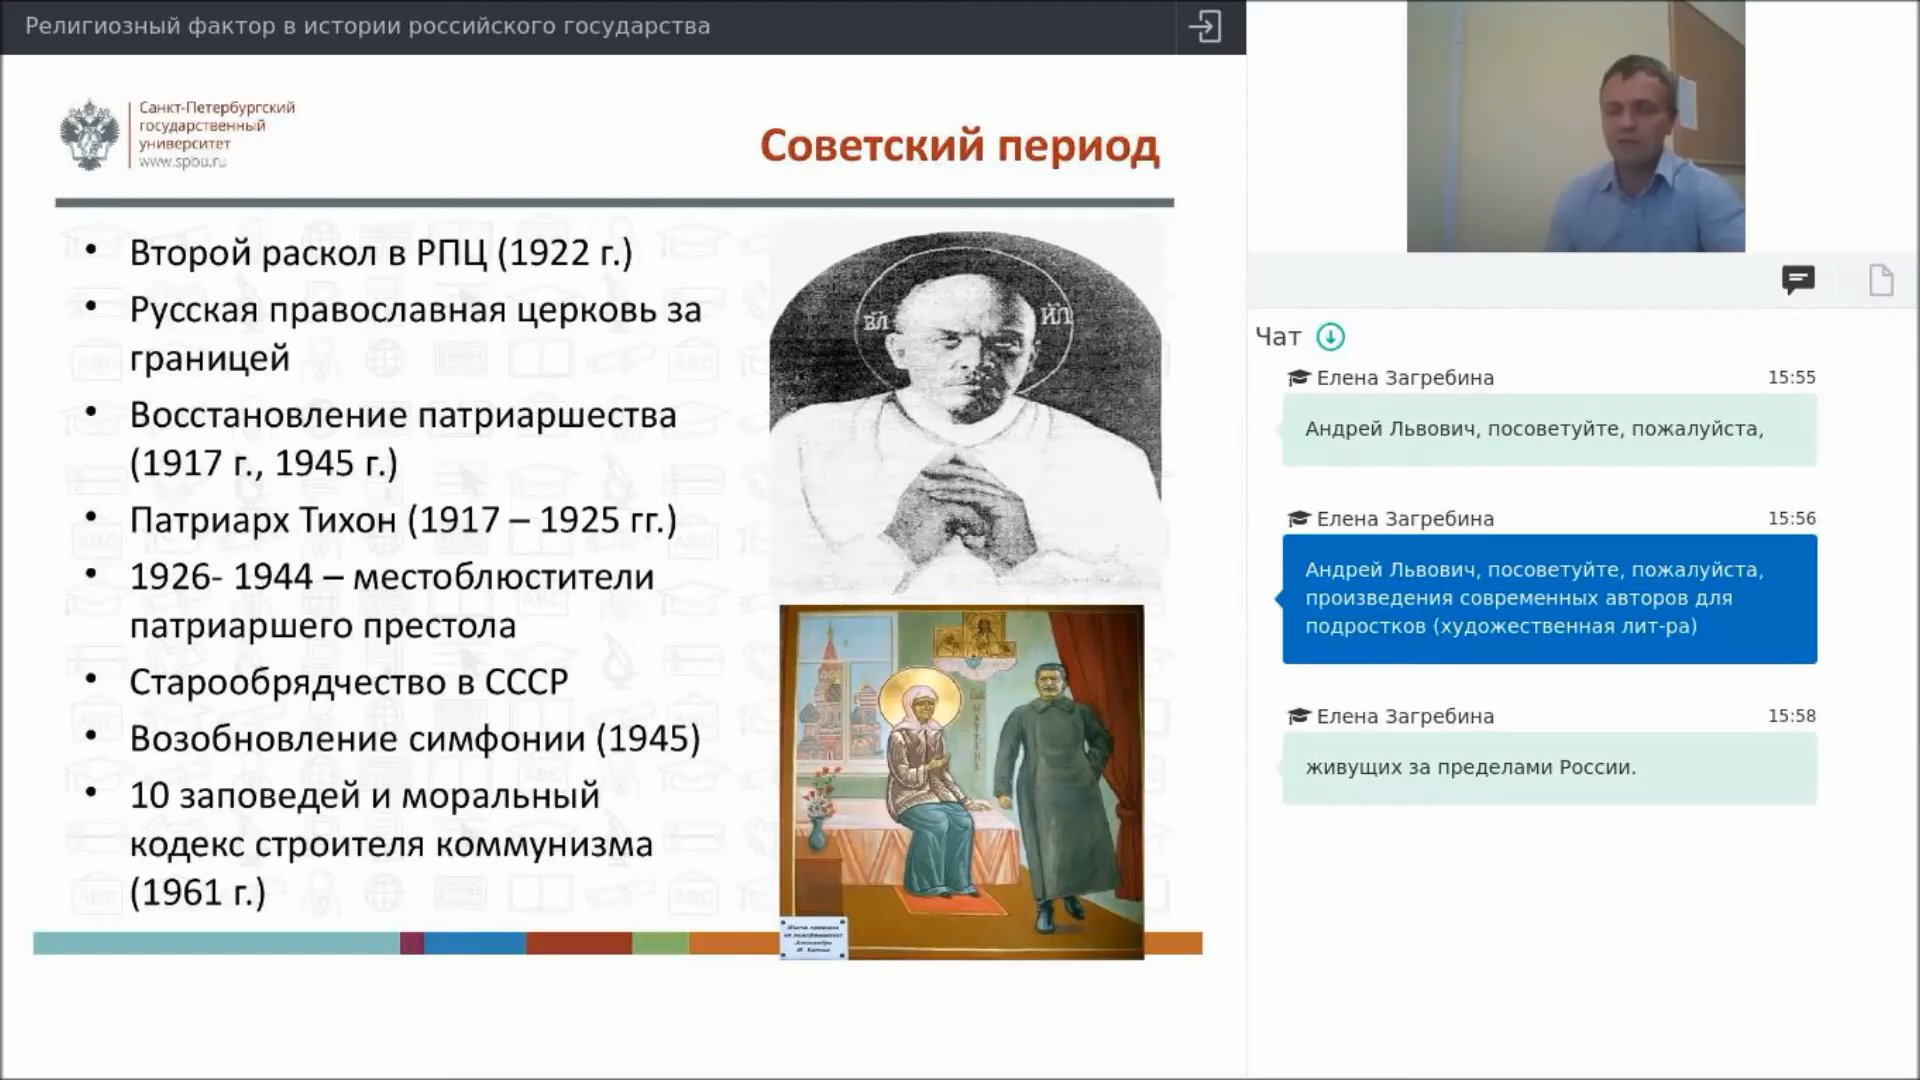 Религиозный фактор в истории российского государства
Санкт-Петербургский
государственный
университет
www.spbu.ru
Советский период
• Второй раскол в РПЦ (1922 г.)
• Русская православная церковь за
границей
• Восстановление патриаршества
(1917 г., 1945 г.)
• Патриарх Тихон (1917 – 1925 гг.)
• 1926- 1944 – местоблюстители
патриаршего престола
• Старообрядчество в СССР
• Возобновление симфонии (1945)
• 10 заповедей и моральный
кодекс строителя коммунизма
(1961 г.)
ВЛ
ИЛ
Чат
Елена Загребина 15:55
Андрей Львович, посоветуйте, пожалуйста,
Елена Загребина 15:56
Андрей Львович, посоветуйте, пожалуйста,
произведения современных авторов для
подростков (художественная лит-ра)
Елена Загребина 15:58
живущих за пределами России.